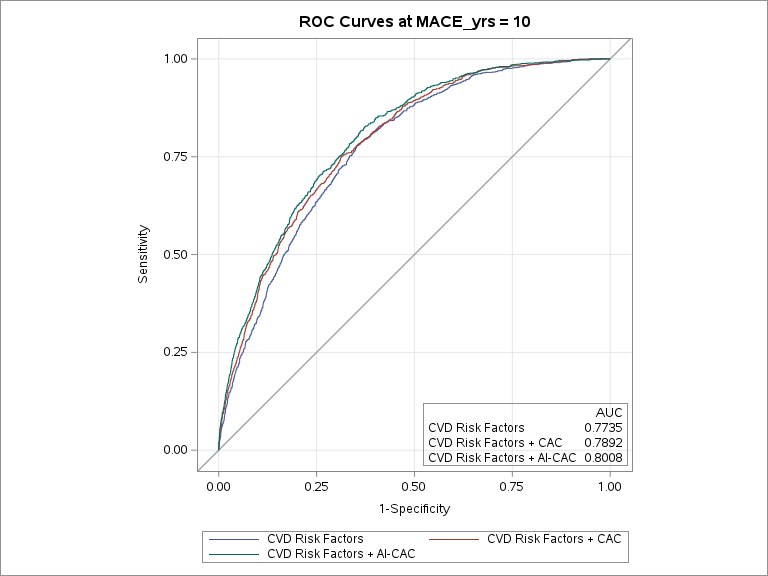 ROC Curves at MACE_yrs = 10
1.00
0.75
0.50
0.25
0.00
Sensitivity
AUC
CVD Risk Factors 0.7735
CVD Risk Factors + CAC 0.7892
CVD Risk Factors + AI-CAC 0.8008
0.00 0.25 0.50 0.75 1.00
1-Specificity
CVD Risk Factors CVD Risk Factors + CAC
CVD Risk Factors + AI-CAC